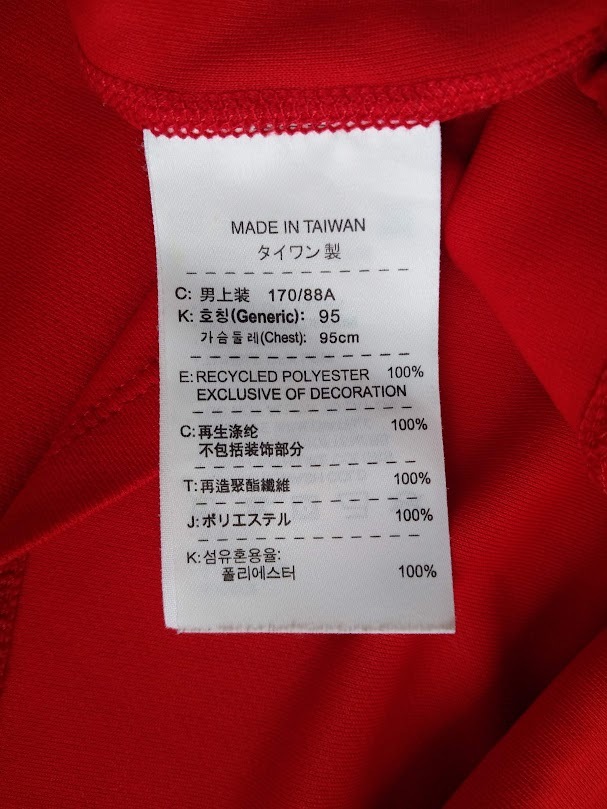 MADE IN TAIWAN
タイワン製
C: 男上装 170/88A
K: 호칭(Generic): 95
가슴둘레(Chest): 95cm
E: RECYCLED POLYESTER 100%
EXCLUSIVE OF DECORATION
C: 再生涤纶 100%
不包括装饰部分
T: 再造聚酯纖維 100%
J: ポリエステル 100%
K: 섬유혼용율:
폴리에스터 100%